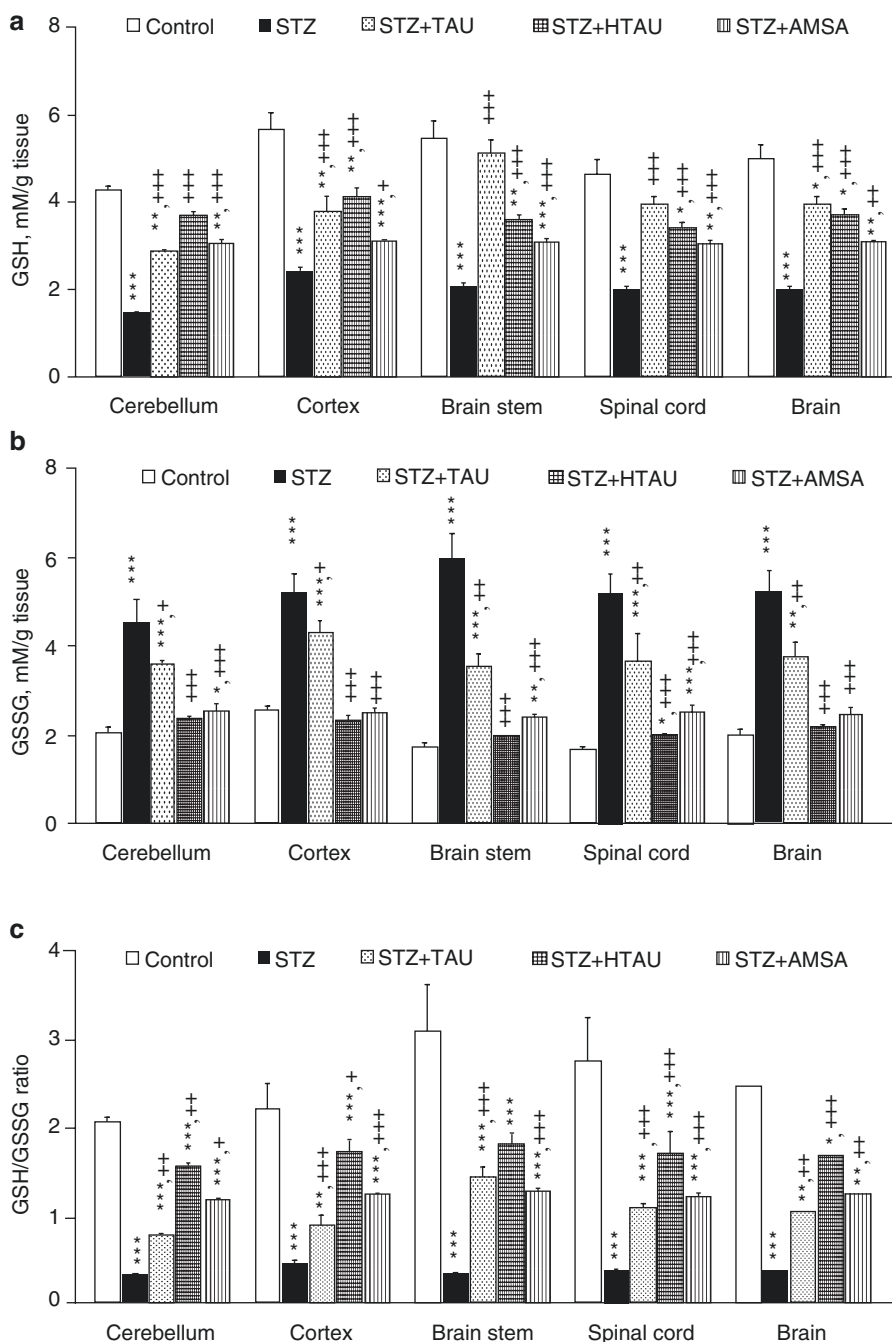 a
8
Control STZ STZ+TAU STZ+HTAU STZ+AMSA
6
4
2
0
GSH, mM/g tissue
*** **,+++ +++ **,+++
*** **,+++ **,+++ ***,+
*** +++ **,+++ ***,+++
*** +++ *,+++ **,+++
*** *,+++ *,+++ **,++
Cerebellum Cortex Brain stem Spinal cord Brain
b
8
Control STZ STZ+TAU STZ+HTAU STZ+AMSA
6
4
2
0
GSSG, mM/g tissue
*** ***,+ +++ *,+++
*** ***,+ +++ +++
*** ***,++ +++ **,+++
*** ***,++ *,+++ ***,+++
*** **,++ +++ +++
Cerebellum Cortex Brain stem Spinal cord Brain
c
4
Control STZ STZ+TAU STZ+HTAU STZ+AMSA
3
2
1
0
GSH/GSSG ratio
*** ***,++ ***,++ ***,+
*** **,+++ ***,+ ***,+++
*** ***,+++ *** ***,+++
*** ***,+++ ***,+++ ***,+++
*** **,++ *,+++ **,++
Cerebellum Cortex Brain stem Spinal cord Brain